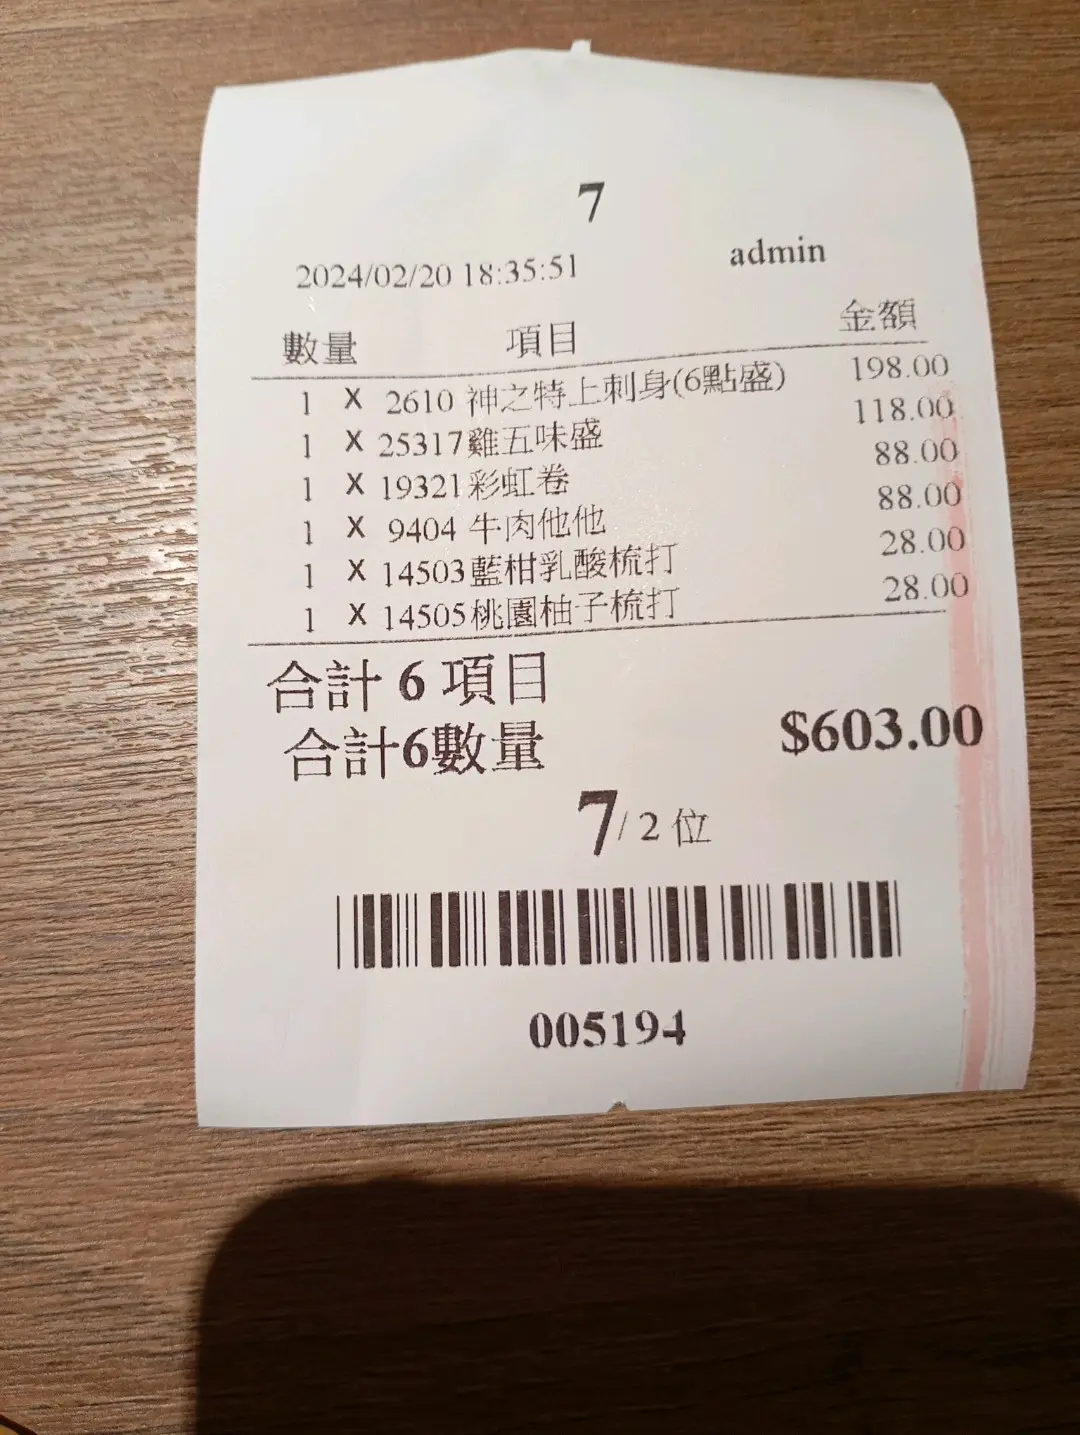 7
2024/02/20 18:35:51 admin
數量 項目 金額
1 X 2610 神之特上刺身(6點盛) 198.00
1 X 25317雞五味盛 118.00
1 X 19321彩虹卷 88.00
1 X 9404 牛肉他他 88.00
1 X 14503藍柑乳酸梳打 28.00
1 X 14505桃園柚子梳打 28.00
合計 6 項目
合計6數量 $603.00
7/ 2 位
005194